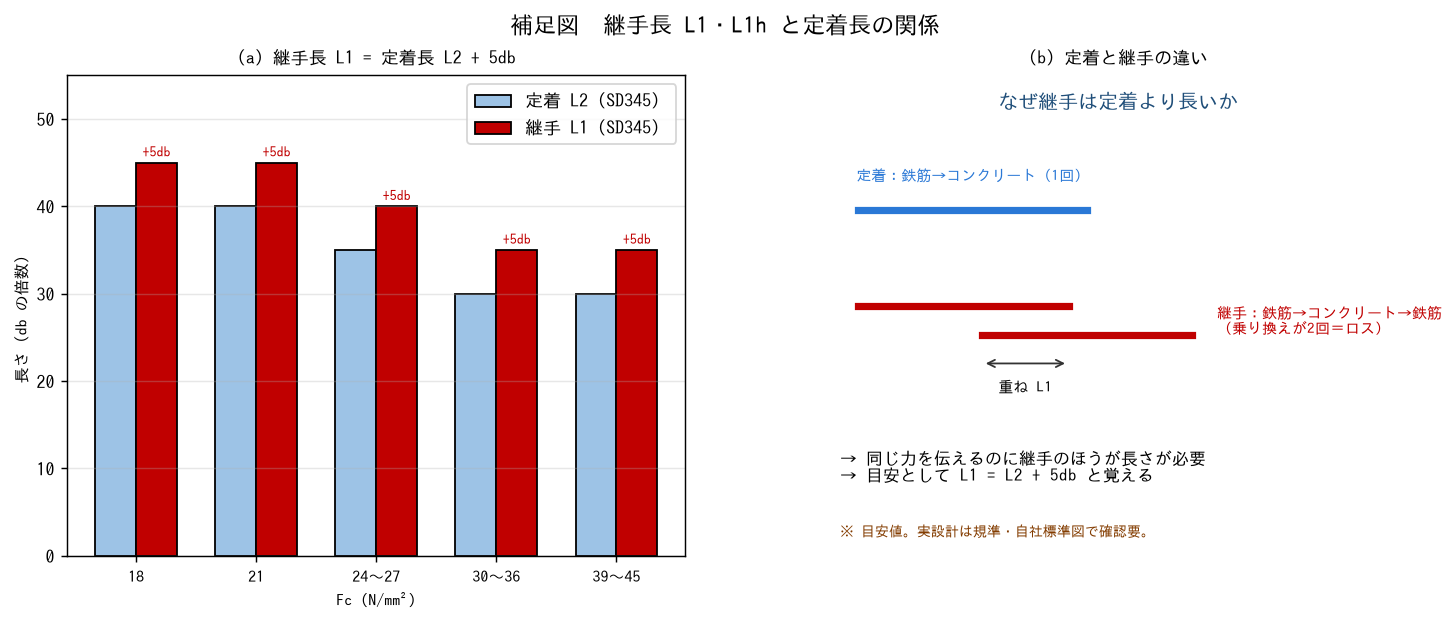 補足図　継手長 L1・L1h と定着長の関係
(a) 継手長 L1 = 定着長 L2 + 5db
定着 L2 (SD345)
継手 L1 (SD345)
+5db
+5db
+5db
+5db
+5db
50
40
30
20
10
0
長さ (db の倍数)
18
21
24～27
30～36
39～45
Fc (N/mm²)
(b) 定着と継手の違い
なぜ継手は定着より長いか
定着：鉄筋→コンクリート（1回）
継手：鉄筋→コンクリート→鉄筋
（乗り換えが2回＝ロス）
重ね L1
→ 同じ力を伝えるのに継手のほうが長さが必要
→ 目安として L1 = L2 + 5db と覚える
※ 目安値。実設計は規準・自社標準図で確認要。